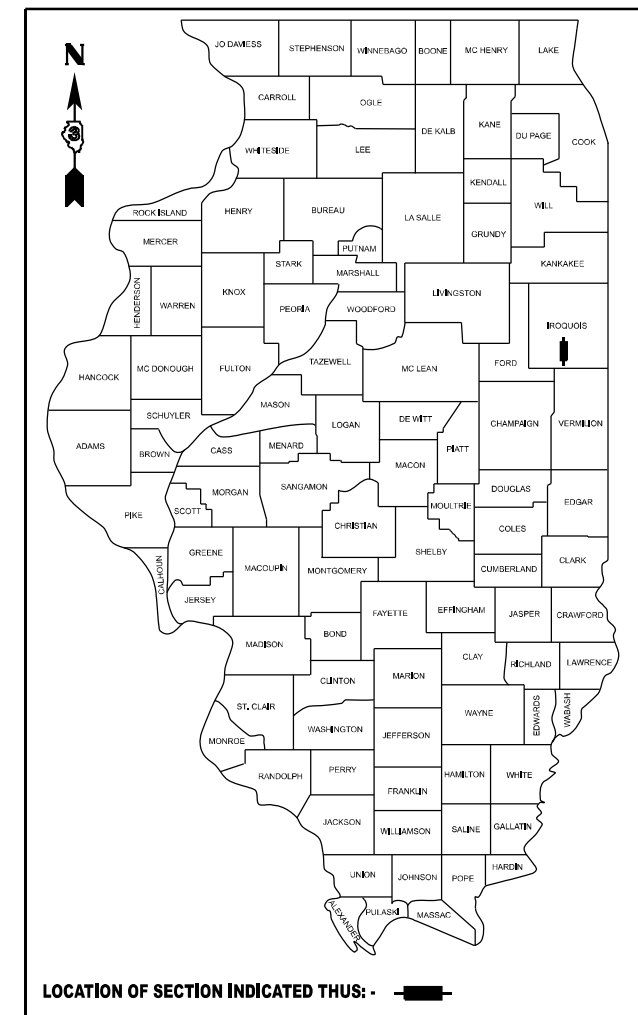 JO DAVIESS
STEPHENSON
WINNEBAGO
BOONE
MC HENRY
LAKE
N
3
CARROLL
OGLE
DE KALB
KANE
DU PAGE
COOK
WHITESIDE
LEE
KENDALL
WILL
ROCK ISLAND
HENRY
BUREAU
LA SALLE
GRUNDY
MERCER
PUTNAM
KANKAKEE
STARK
MARSHALL
HENDERSON
WARREN
KNOX
PEORIA
WOODFORD
LIVINGSTON
IROQUOIS
HANCOCK
MC DONOUGH
FULTON
TAZEWELL
MC LEAN
FORD
SCHUYLER
MASON
LOGAN
DE WITT
PIATT
CHAMPAIGN
VERMILION
ADAMS
BROWN
CASS
MENARD
MACON
PIKE
SCOTT
MORGAN
SANGAMON
CHRISTIAN
MOULTRIE
DOUGLAS
EDGAR
COLES
CALHOUN
GREENE
MACOUPIN
MONTGOMERY
SHELBY
CUMBERLAND
CLARK
JERSEY
FAYETTE
EFFINGHAM
JASPER
CRAWFORD
MADISON
BOND
CLAY
RICHLAND
LAWRENCE
CLINTON
MARION
ST. CLAIR
WAYNE
EDWARDS
WABASH
MONROE
WASHINGTON
JEFFERSON
RANDOLPH
PERRY
HAMILTON
WHITE
FRANKLIN
JACKSON
WILLIAMSON
SALINE
GALLATIN
UNION
JOHNSON
POPE
HARDIN
ALEXANDER
PULASKI
MASSAC
LOCATION OF SECTION INDICATED THUS: -